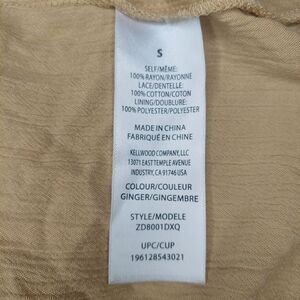 S
SELF/MÊME:
100% RAYON/RAYONNE
LACE/DENTELLE:
100% COTTON/COTON
LINING/DOUBLURE:
100% POLYESTER/POLYESTER
MADE IN CHINA
FABRIQUÉ EN CHINE
KELLWOOD COMPANY, LLC
13071 EAST TEMPLE AVENUE
INDUSTRY, CA 91746 USA
COLOUR/COULEUR
GINGER/GINGEMBRE
STYLE/MODELE
ZD8001DXQ
UPC/CUP
196128543021